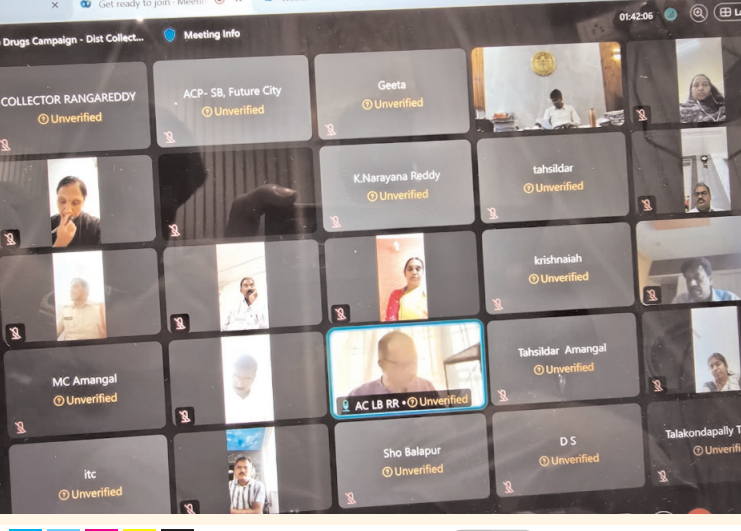 Get ready to join - Meeti
Drugs Campaign - Dist Collect...
Meeting Info
01:42:06
COLLECTOR RANGAREDDY
Unverified
ACP- SB, Future City
Unverified
Geeta
Unverified
K.Narayana Reddy
Unverified
tahsildar
Unverified
krishnaiah
Unverified
MC Amangal
Unverified
AC LB RR • Unverified
Tahsildar Amangal
Unverified
itc
Unverified
Sho Balapur
Unverified
D S
Unverified
Talakondapally T
Unverifi